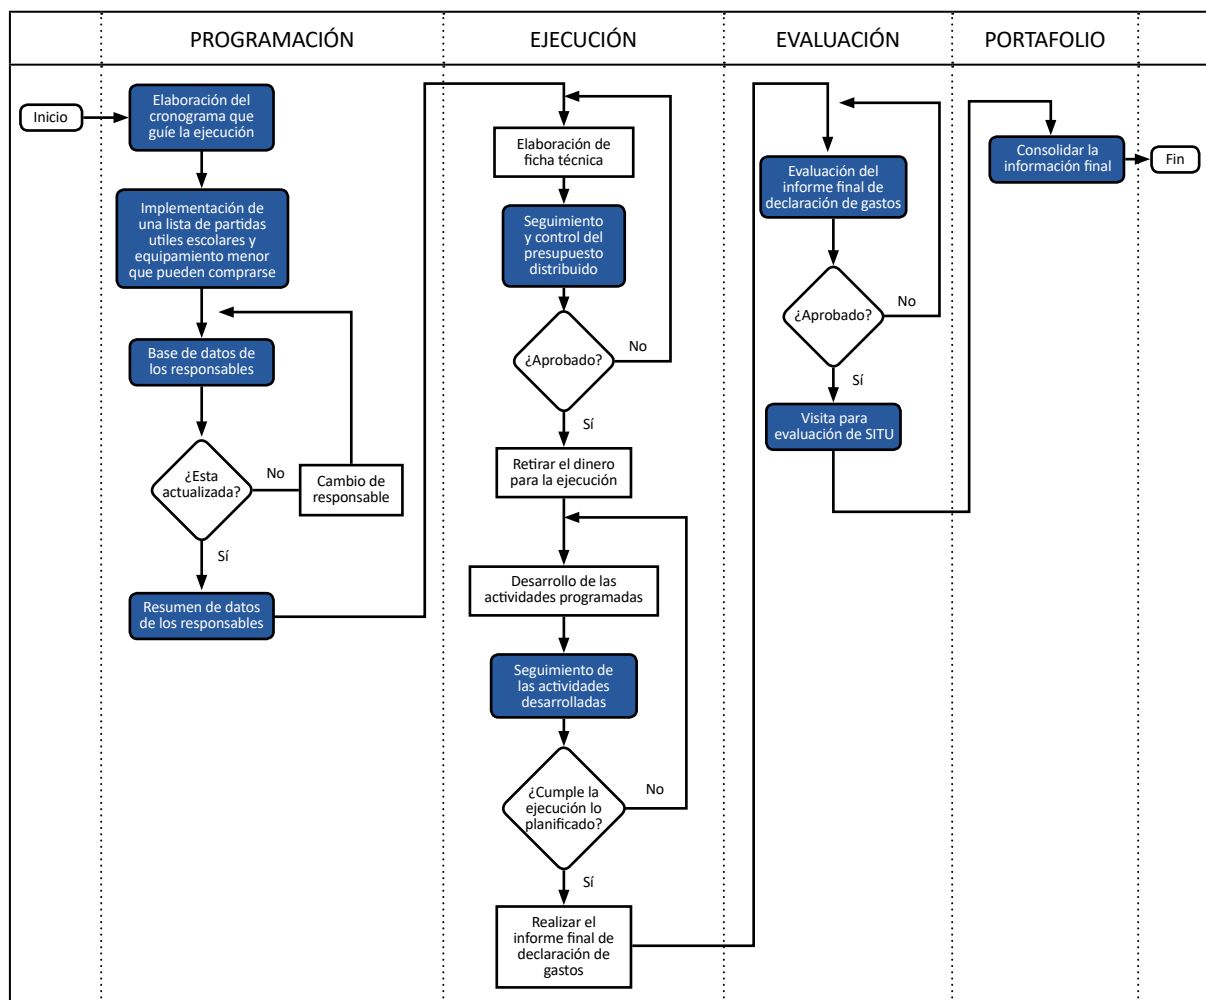 PROGRAMACIÓN
EJECUCIÓN
EVALUACIÓN
PORTAFOLIO
Inicio
Elaboración del
cronograma que
guíe la ejecución
Implementación de
una lista de partidas
utiles escolares y
equipamiento menor
que pueden comprarse
Base de datos de
los responsables
¿Esta
actualizada?
No
Cambio de
responsable
Sí
Resumen de datos
de los responsables
Elaboración de
ficha técnica
Seguimiento
y control del
presupuesto
distribuido
¿Aprobado?
No
Sí
Retirar el dinero
para la ejecución
Desarrollo de las
actividades programadas
Seguimiento de
las actividades
desarrolladas
¿Cumple la
ejecución lo
planificado?
No
Sí
Realizar el
informe final de
declaración de
gastos
Evaluación del
informe final de
declaración de gastos
¿Aprobado?
No
Sí
Visita para
evaluación de SITU
Consolidar la
información final
Fin